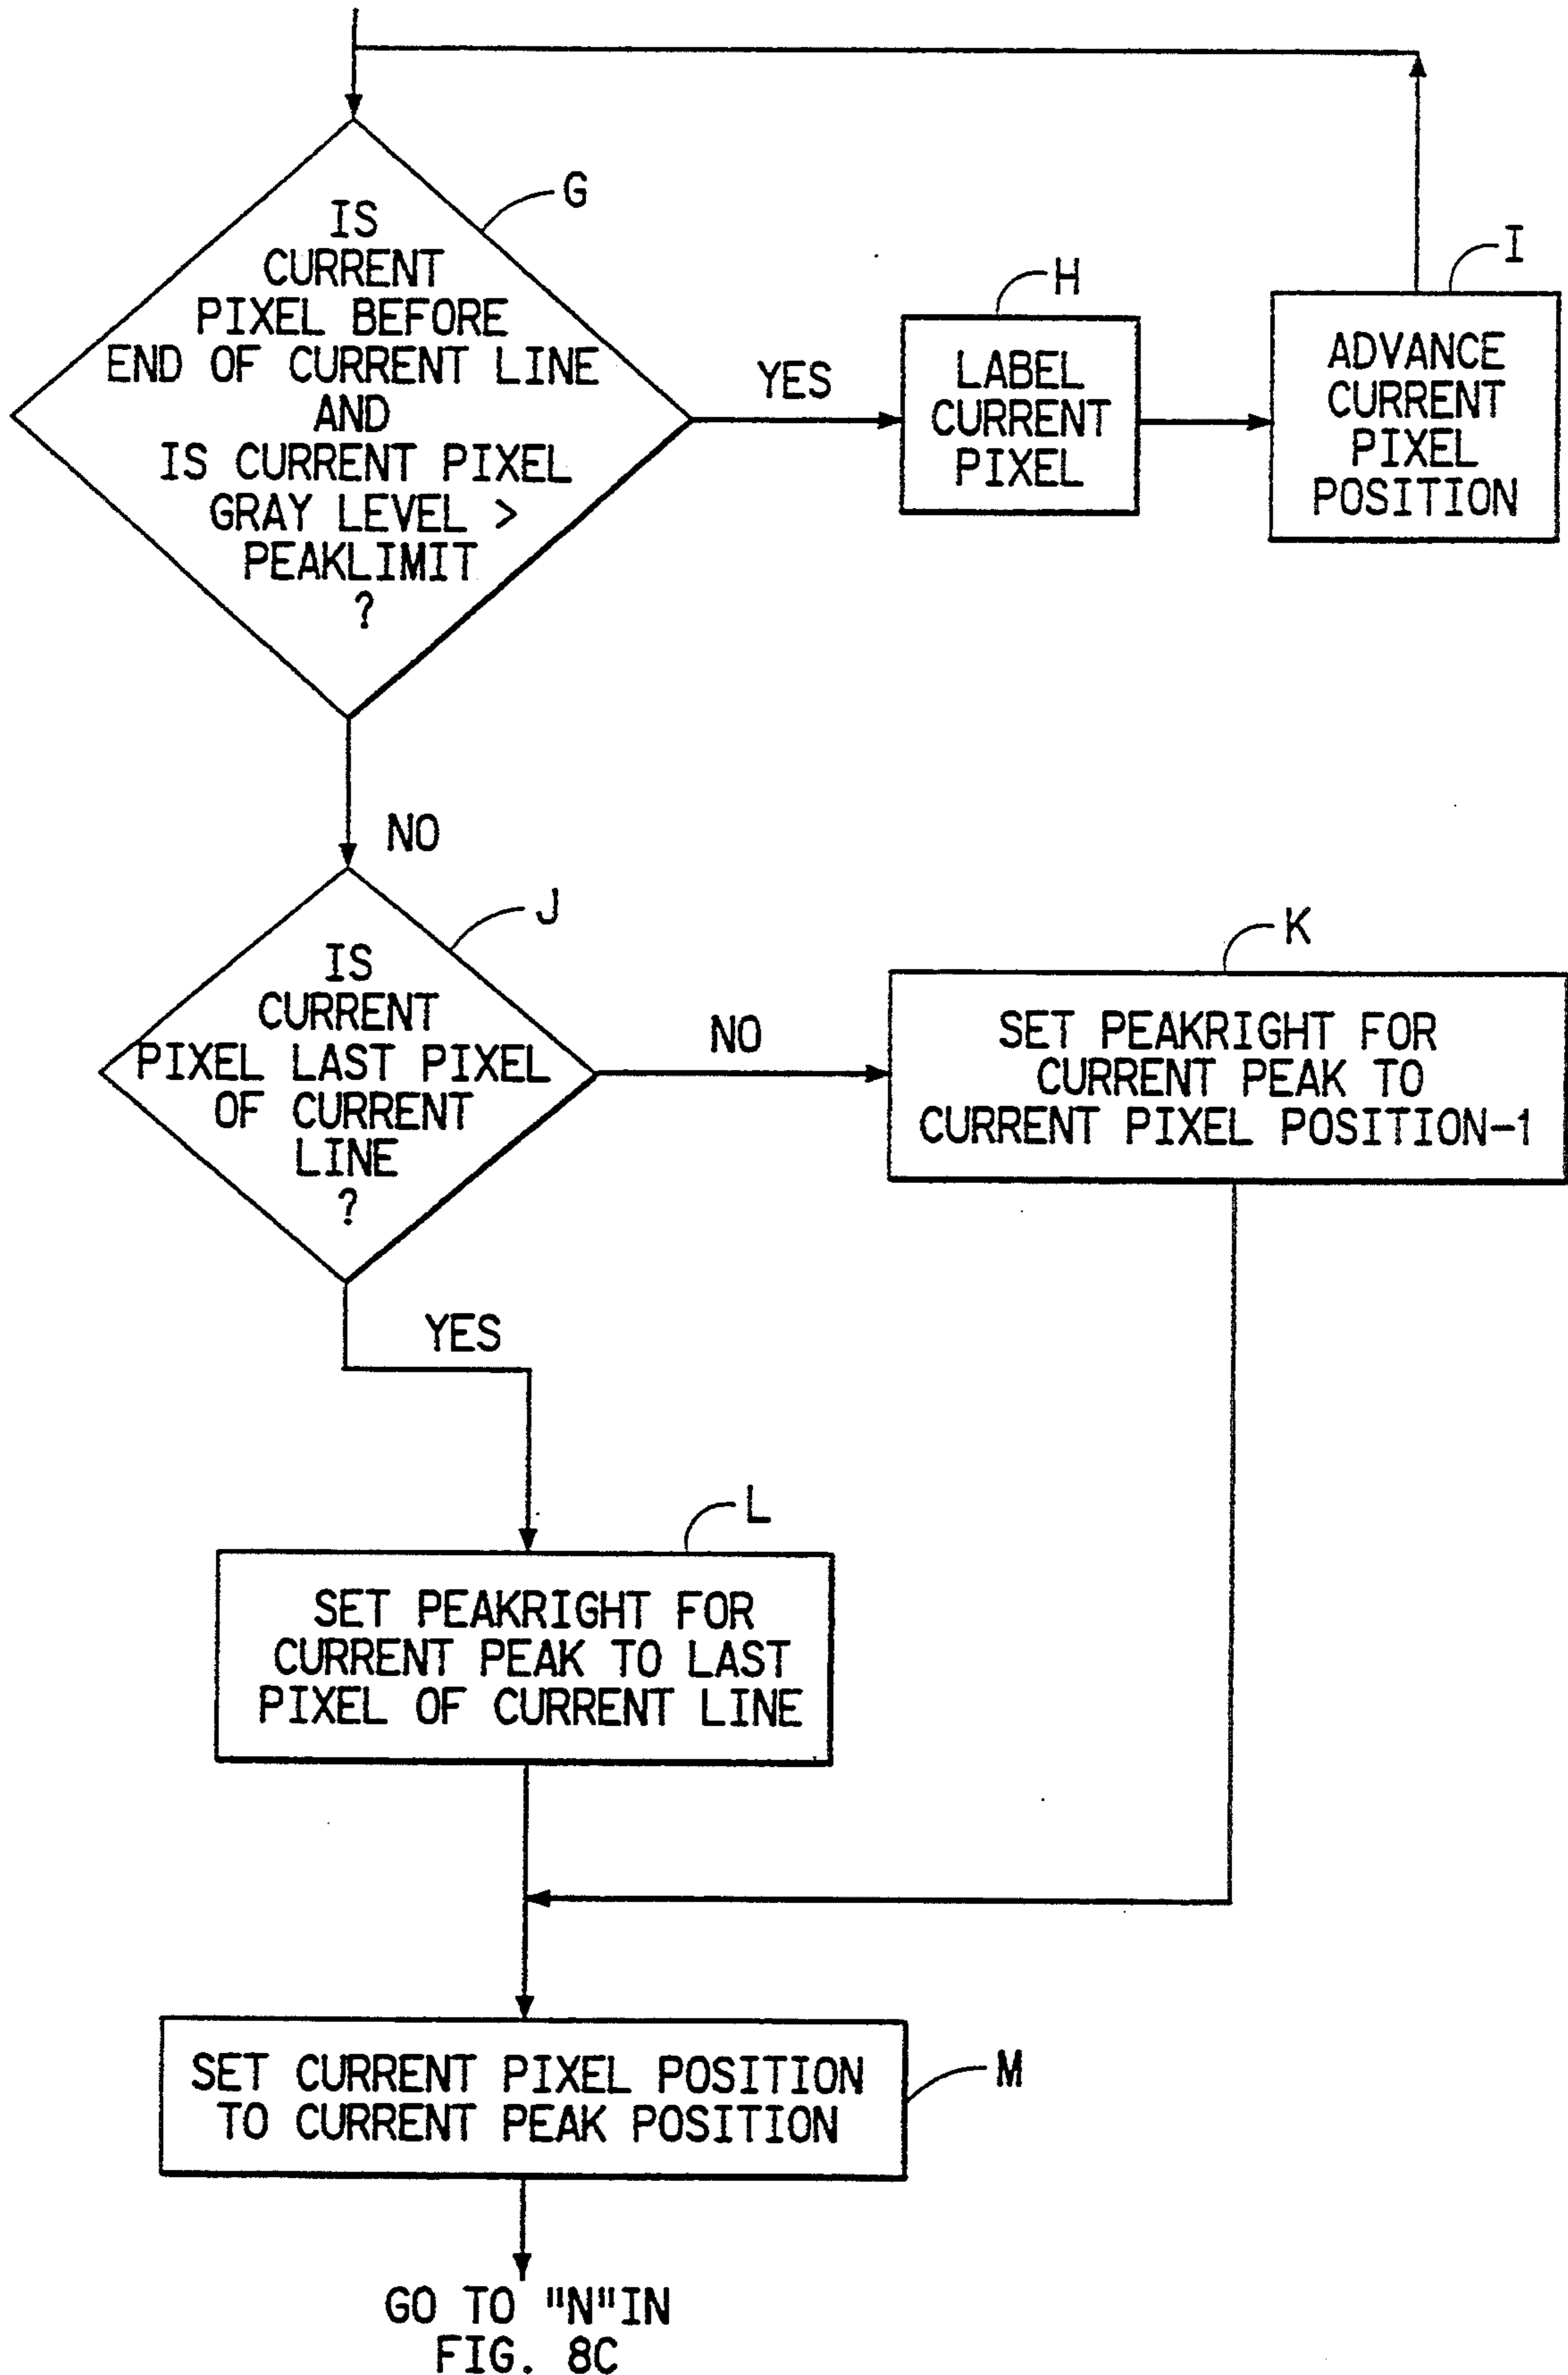 G
IS
CURRENT
PIXEL BEFORE
END OF CURRENT LINE
AND
IS CURRENT PIXEL
GRAY LEVEL >
PEAKLIMIT
?
YES
H
LABEL
CURRENT
PIXEL
I
ADVANCE
CURRENT
PIXEL
POSITION
NO
J
IS
CURRENT
PIXEL LAST PIXEL
OF CURRENT
LINE
?
NO
K
SET PEAKRIGHT FOR
CURRENT PEAK TO
CURRENT PIXEL POSITION-1
YES
L
SET PEAKRIGHT FOR
CURRENT PEAK TO LAST
PIXEL OF CURRENT LINE
M
SET CURRENT PIXEL POSITION
TO CURRENT PEAK POSITION
GO TO "N"IN
FIG. 8C